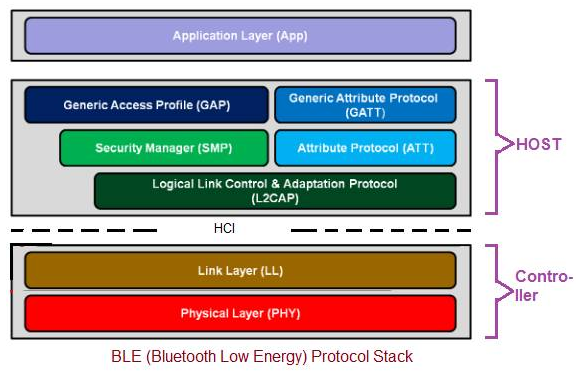 Application Layer (App)
Generic Access Profile (GAP)
Generic Attribute Protocol
(GATT)
Security Manager (SMP)
Attribute Protocol (ATT)
Logical Link Control & Adaptation Protocol
(L2CAP)
HOST
HCI
Link Layer (LL)
Physical Layer (PHY)
Contro-
ller
BLE (Bluetooth Low Energy) Protocol Stack